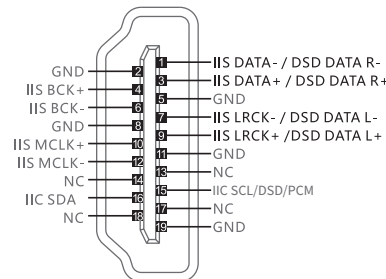 1 IIS DATA- / DSD DATA R-
GND 2
3 IIS DATA+ / DSD DATA R+
IIS BCK+ 4
5 GND
IIS BCK- 6
7 IIS LRCK- / DSD DATA L-
GND 8
9 IIS LRCK+ /DSD DATA L+
IIS MCLK+ 10
11 GND
IIS MCLK- 12
13 NC
NC 14
15 IIC SCL/DSD/PCM
IIC SDA 16
17 NC
NC 18
19 GND